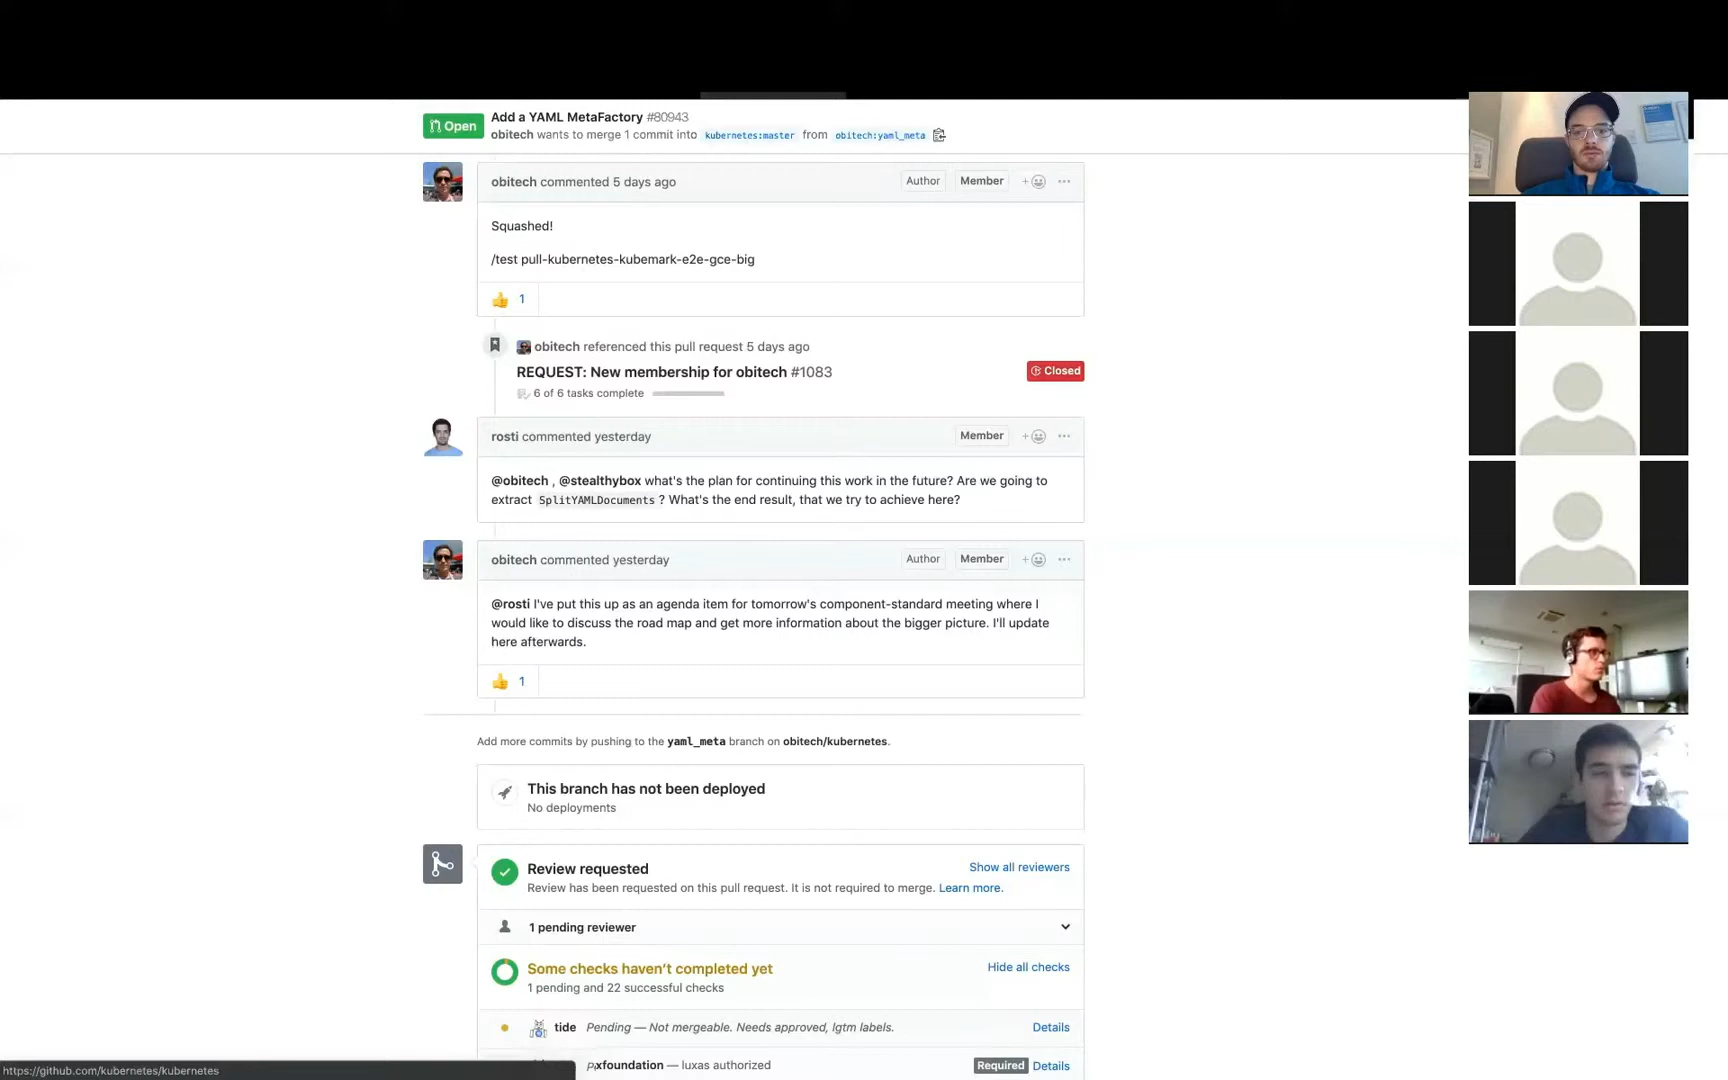 Open
Add a YAML MetaFactory #80943
obitech wants to merge 1 commit into kubernetes:master from obitech:yaml_meta
obitech commented 5 days ago
Author
Member
Squashed!
/test pull-kubernetes-kubemark-e2e-gce-big
👍 1
obitech referenced this pull request 5 days ago
REQUEST: New membership for obitech #1083
Closed
6 of 6 tasks complete
rosti commented yesterday
Member
@obitech , @stealthybox what's the plan for continuing this work in the future? Are we going to
extract SplitYAMLDocuments ? What's the end result, that we try to achieve here?
obitech commented yesterday
Author
Member
@rosti I've put this up as an agenda item for tomorrow's component-standard meeting where I
would like to discuss the road map and get more information about the bigger picture. I'll update
here afterwards.
👍 1
Add more commits by pushing to the yaml_meta branch on obitech/kubernetes.
This branch has not been deployed
No deployments
Review requested
Show all reviewers
Review has been requested on this pull request. It is not required to merge. Learn more.
1 pending reviewer
Some checks haven't completed yet
Hide all checks
1 pending and 22 successful checks
tide Pending — Not mergeable. Needs approved, lgtm labels.
Details
xfoundation — luxas authorized
Required
Details
https://github.com/kubernetes/kubernetes